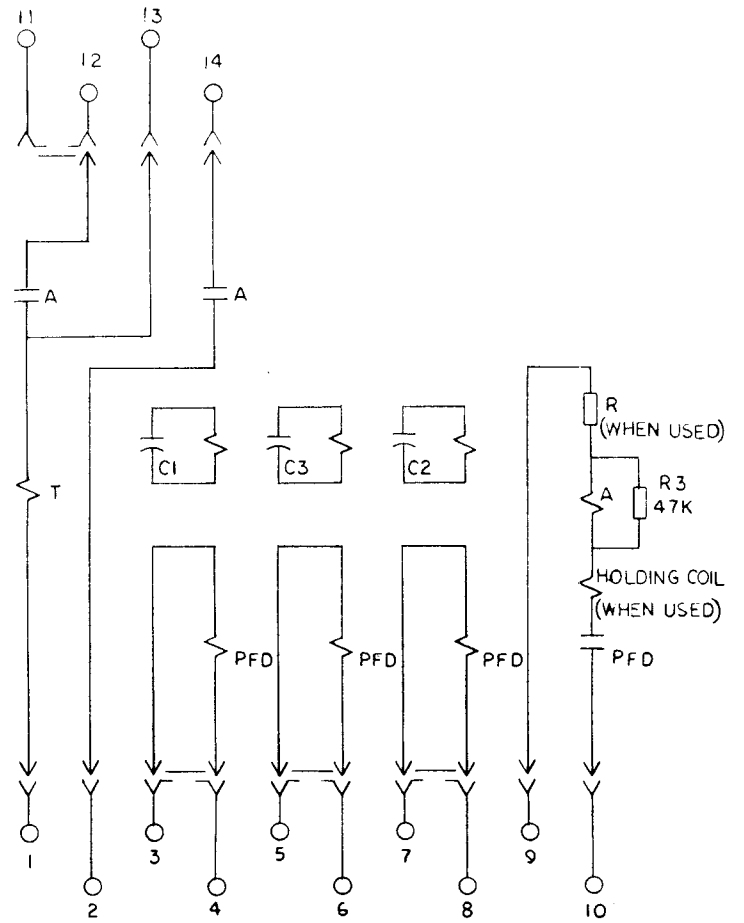 11
13
12
14
A
A
R
(WHEN USED)
C1
C3
C2
T
A
R3
47K
HOLDING COIL
(WHEN USED)
PFD
PFD
PFD
PFD
1
3
5
7
9
2
4
6
8
10